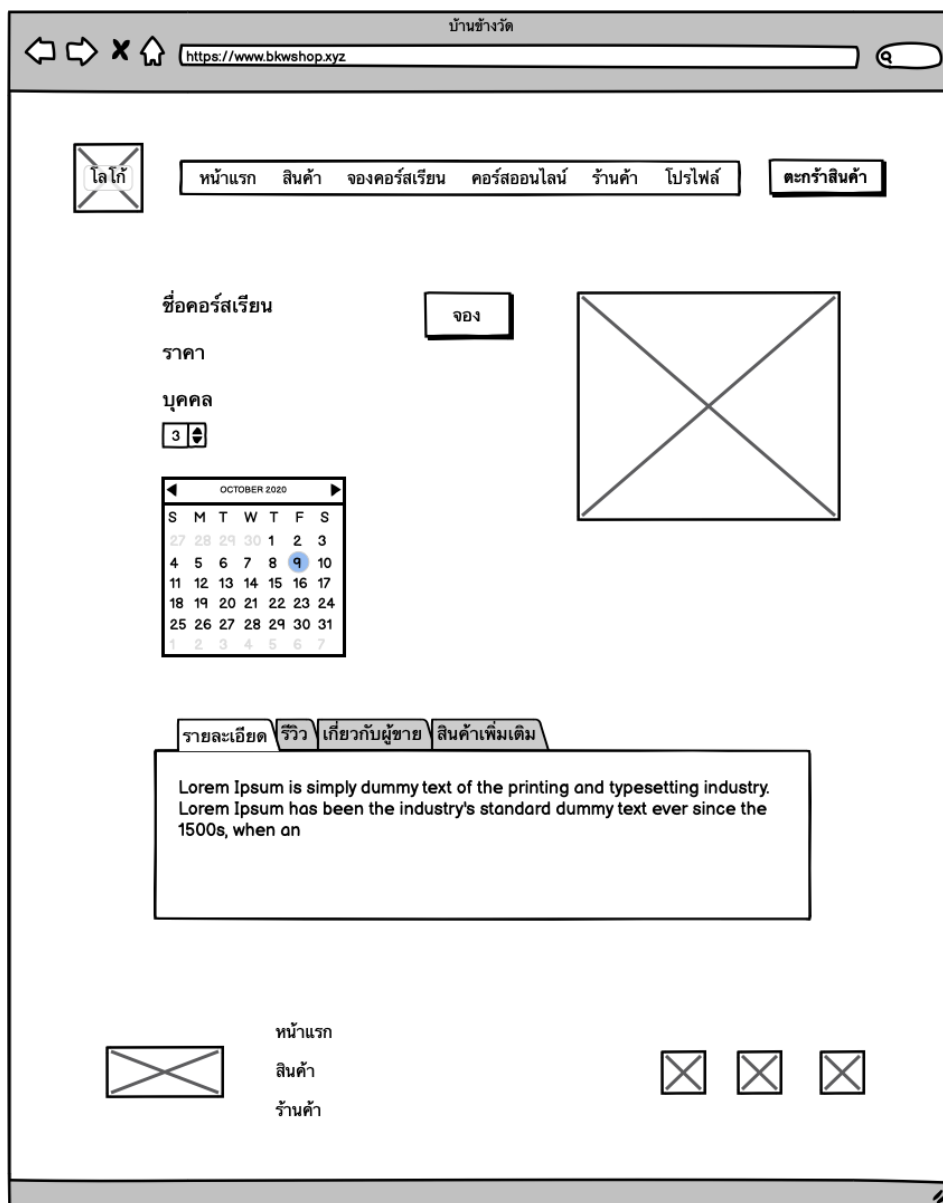 บ้านข้างวัด
https://www.bkwshop.xyz
โลโก้
หน้าแรก สินค้า จองคอร์สเรียน คอร์สออนไลน์ ร้านค้า โปรไฟล์
ตะกร้าสินค้า
ชื่อคอร์สเรียน
จอง
ราคา
บุคคล
3
OCTOBER 2020
S M T W T F S
27 28 29 30 1 2 3
4 5 6 7 8 9 10
11 12 13 14 15 16 17
18 19 20 21 22 23 24
25 26 27 28 29 30 31
1 2 3 4 5 6 7
รายละเอียด รีวิว เกี่ยวกับผู้ขาย สินค้าเพิ่มเติม
Lorem Ipsum is simply dummy text of the printing and typesetting industry.
Lorem Ipsum has been the industry's standard dummy text ever since the
1500s, when an
หน้าแรก
สินค้า
ร้านค้า